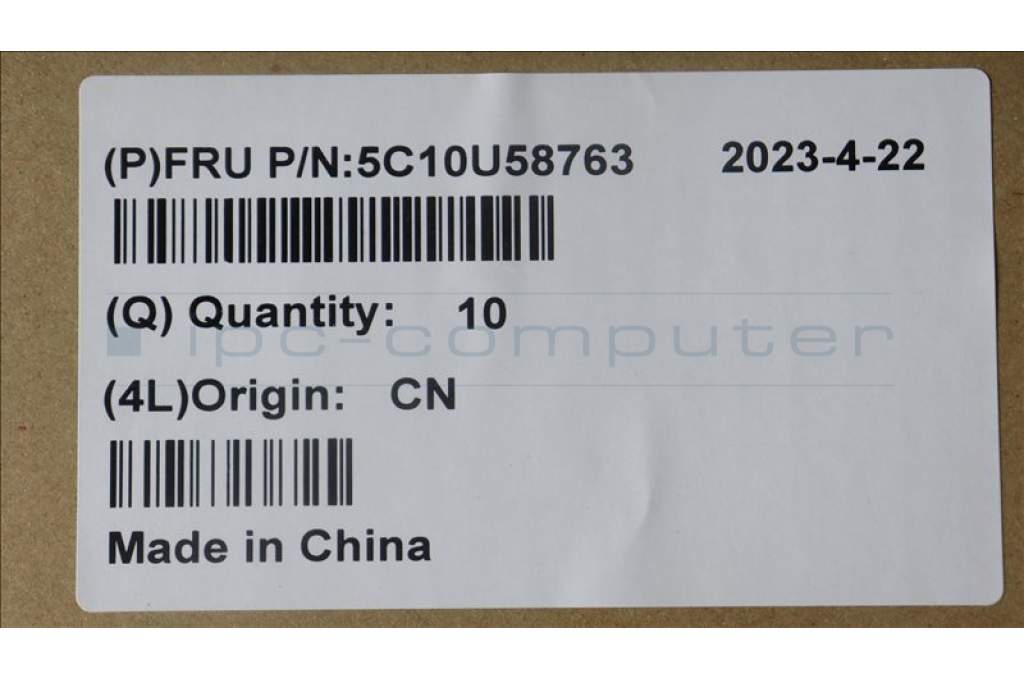 (P)FRU P/N:5C10U58763 2023-4-22
(Q) Quantity: 10
ipc-computer
(4L)Origin: CN
Made in China